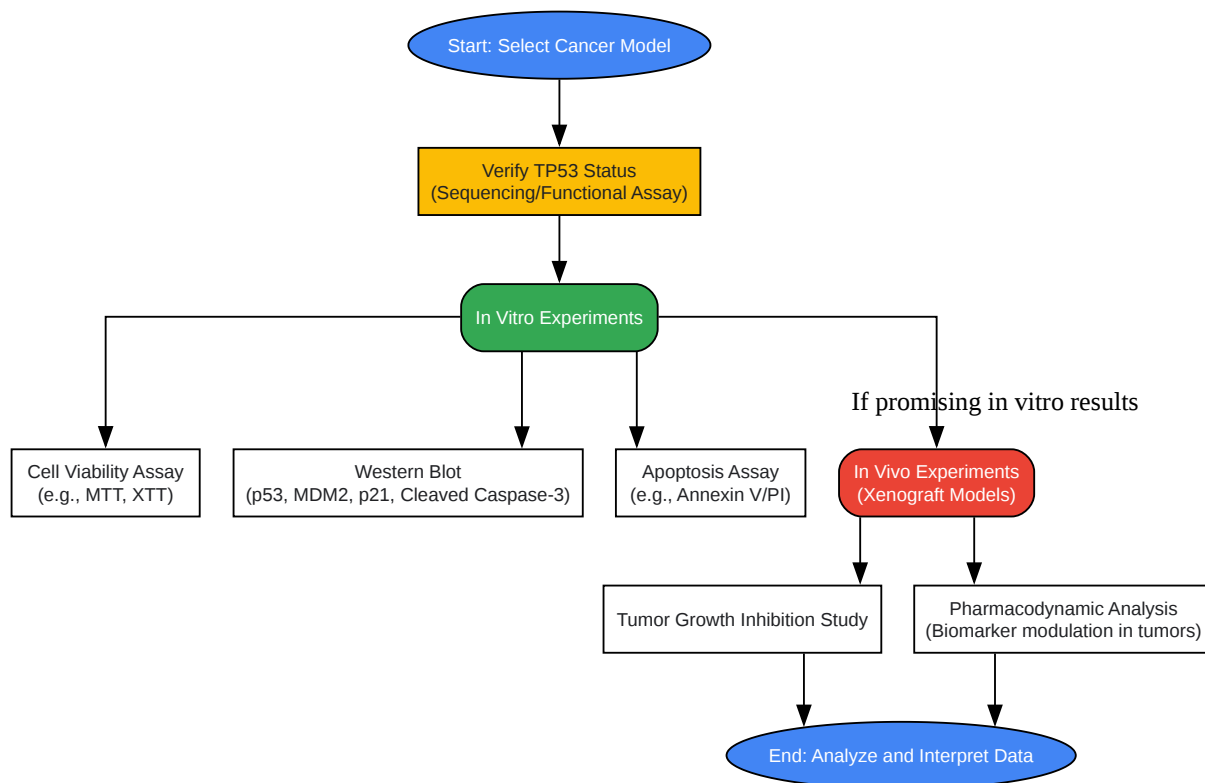 Start: Select Cancer Model
Verify TP53 Status
(Sequencing/Functional Assay)
In Vitro Experiments
If promising in vitro results
Cell Viability Assay
(e.g., MTT, XTT)
Western Blot
(p53, MDM2, p21, Cleaved Caspase-3)
Apoptosis Assay
(e.g., Annexin V/PI)
In Vivo Experiments
(Xenograft Models)
Tumor Growth Inhibition Study
Pharmacodynamic Analysis
(Biomarker modulation in tumors)
End: Analyze and Interpret Data